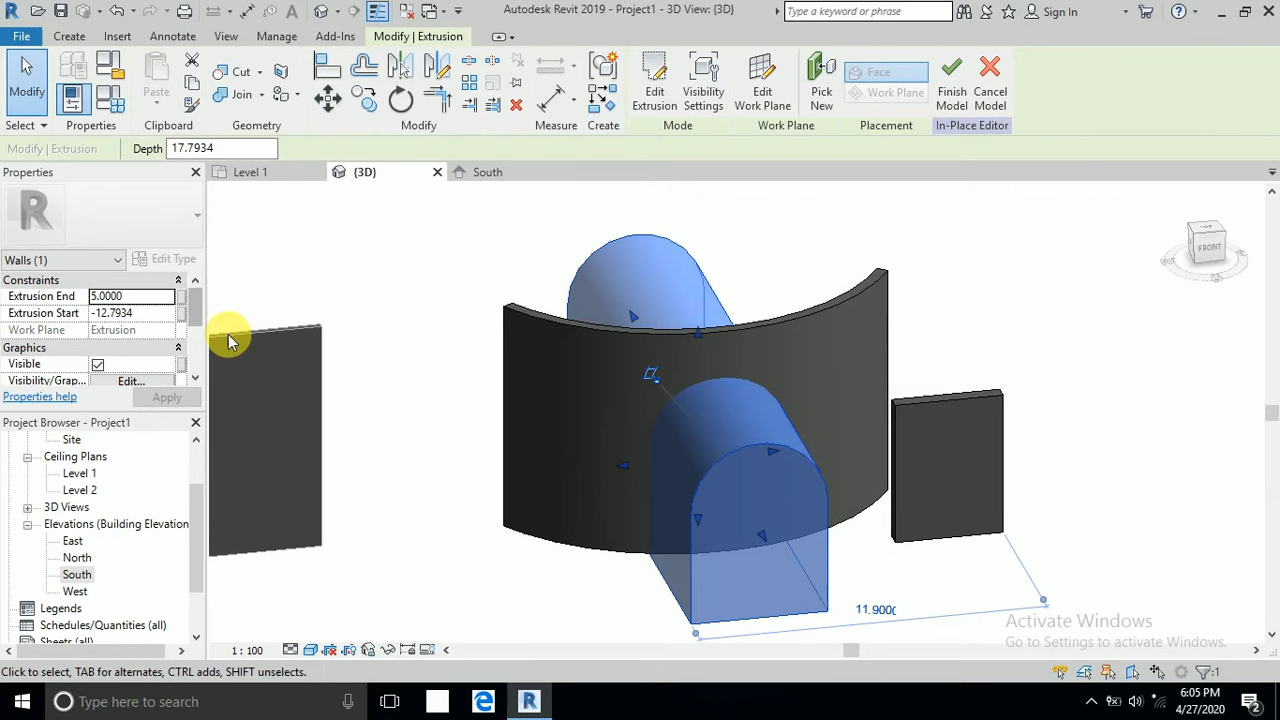 Autodesk Revit 2019 - Project1 - 3D View: {3D}
Type a keyword or phrase
Sign In
File Create Insert Annotate View Manage Add-Ins Modify | Extrusion
Modify
Paste
Cut
Join
Edit Extrusion
Visibility Settings
Edit Work Plane
Pick New
Face
Work Plane
Finish Model
Cancel Model
Select Properties Clipboard Geometry Modify Measure Create Mode Work Plane Placement In-Place Editor
Modify | Extrusion Depth 17.7934
Properties
Level 1 {3D} South
R
Walls (1) Edit Type
Constraints
Extrusion End 5.0000
Extrusion Start -12.7934
Work Plane Extrusion
Graphics
Visible
Visibility/Grap... Edit...
Properties help Apply
Project Browser - Project1
Site
Ceiling Plans
Level 1
Level 2
3D Views
Elevations (Building Elevation
East
North
South
West
Legends
Schedules/Quantities (all)
Sheets (all)
TOP
FRONT
11.900(
Activate Windows
Go to Settings to activate Windows.
1 : 100
Click to select, TAB for alternates, CTRL adds, SHIFT unselects.
:1
Type here to search
6:05 PM
4/27/2020
2